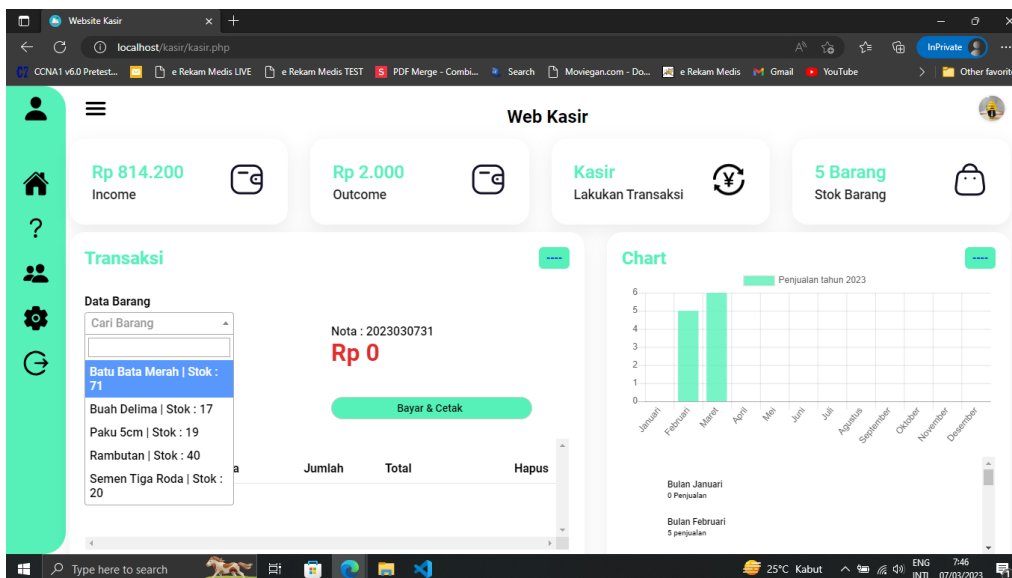 Website Kasir
localhost/kasir/kasir.php
InPrivate
CCNA1 v6.0 Pretest...
e Rekam Medis LIVE
e Rekam Medis TEST
PDF Merge - Combi...
Search
Moviegan.com - Do...
e Rekam Medis
Gmail
YouTube
Other favorit
Web Kasir
Rp 814.200
Income
Rp 2.000
Outcome
Kasir
Lakukan Transaksi
5 Barang
Stok Barang
Transaksi
----
Data Barang
Cari Barang
Batu Bata Merah | Stok :
71
Buah Delima | Stok : 17
Paku 5cm | Stok : 19
Rambutan | Stok : 40
Semen Tiga Roda | Stok :
20
Nota : 2023030731
Rp 0
Bayar & Cetak
a Jumlah Total Hapus
Chart
----
Penjualan tahun 2023
6
5
4
3
2
1
0
Januari
Februari
Maret
April
Mei
Juni
Juli
Agustus
September
Oktober
November
Desember
Bulan Januari
0 Penjualan
Bulan Februari
5 penjualan
Type here to search
25°C Kabut
ENG
INTL
7:46
07/03/2023